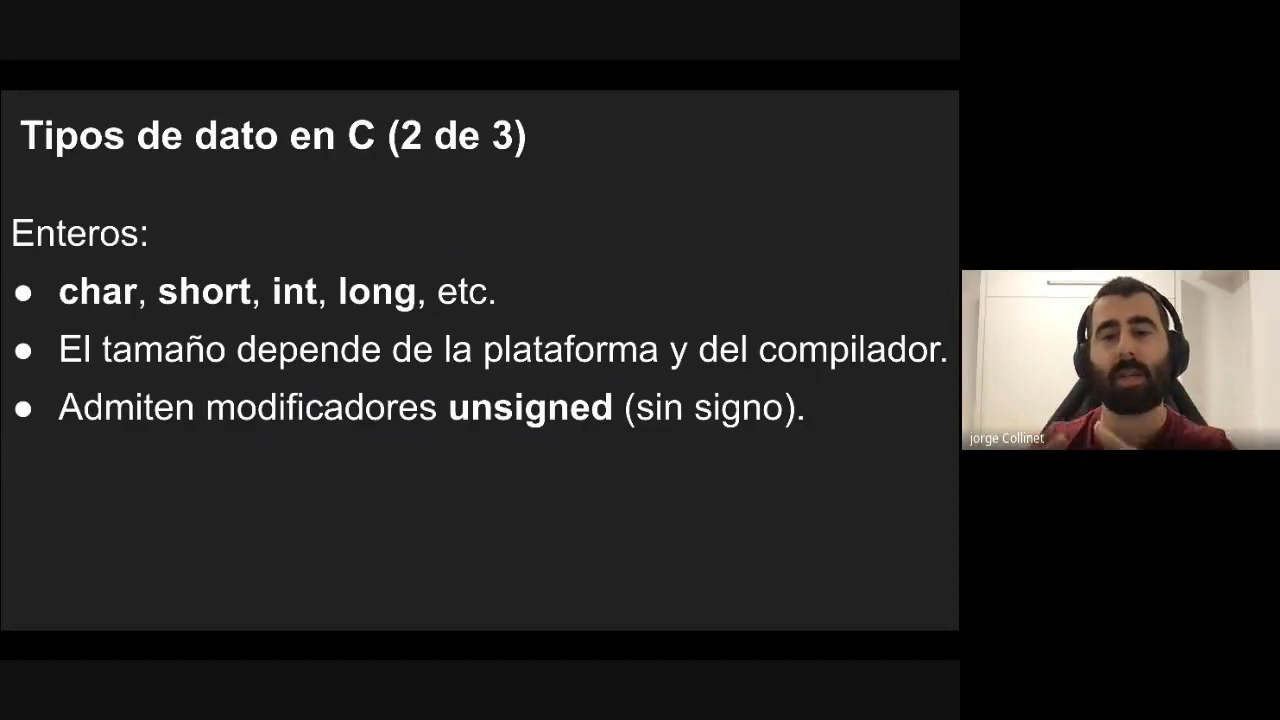 Tipos de dato en C (2 de 3)
Enteros:
● char, short, int, long, etc.
● El tamaño depende de la plataforma y del compilador.
● Admiten modificadores unsigned (sin signo).
jorge Collinet